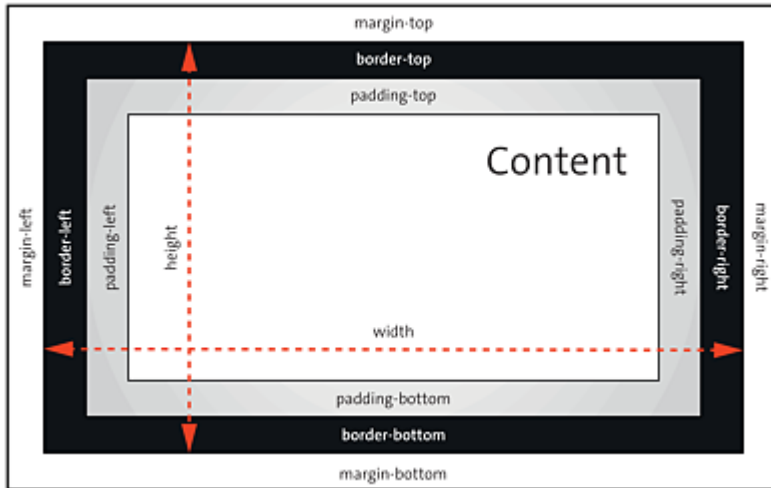 margin-top
border-top
padding-top
Content
margin-left
border-left
padding-left
height
padding-right
border-right
margin-right
width
padding-bottom
border-bottom
margin-bottom